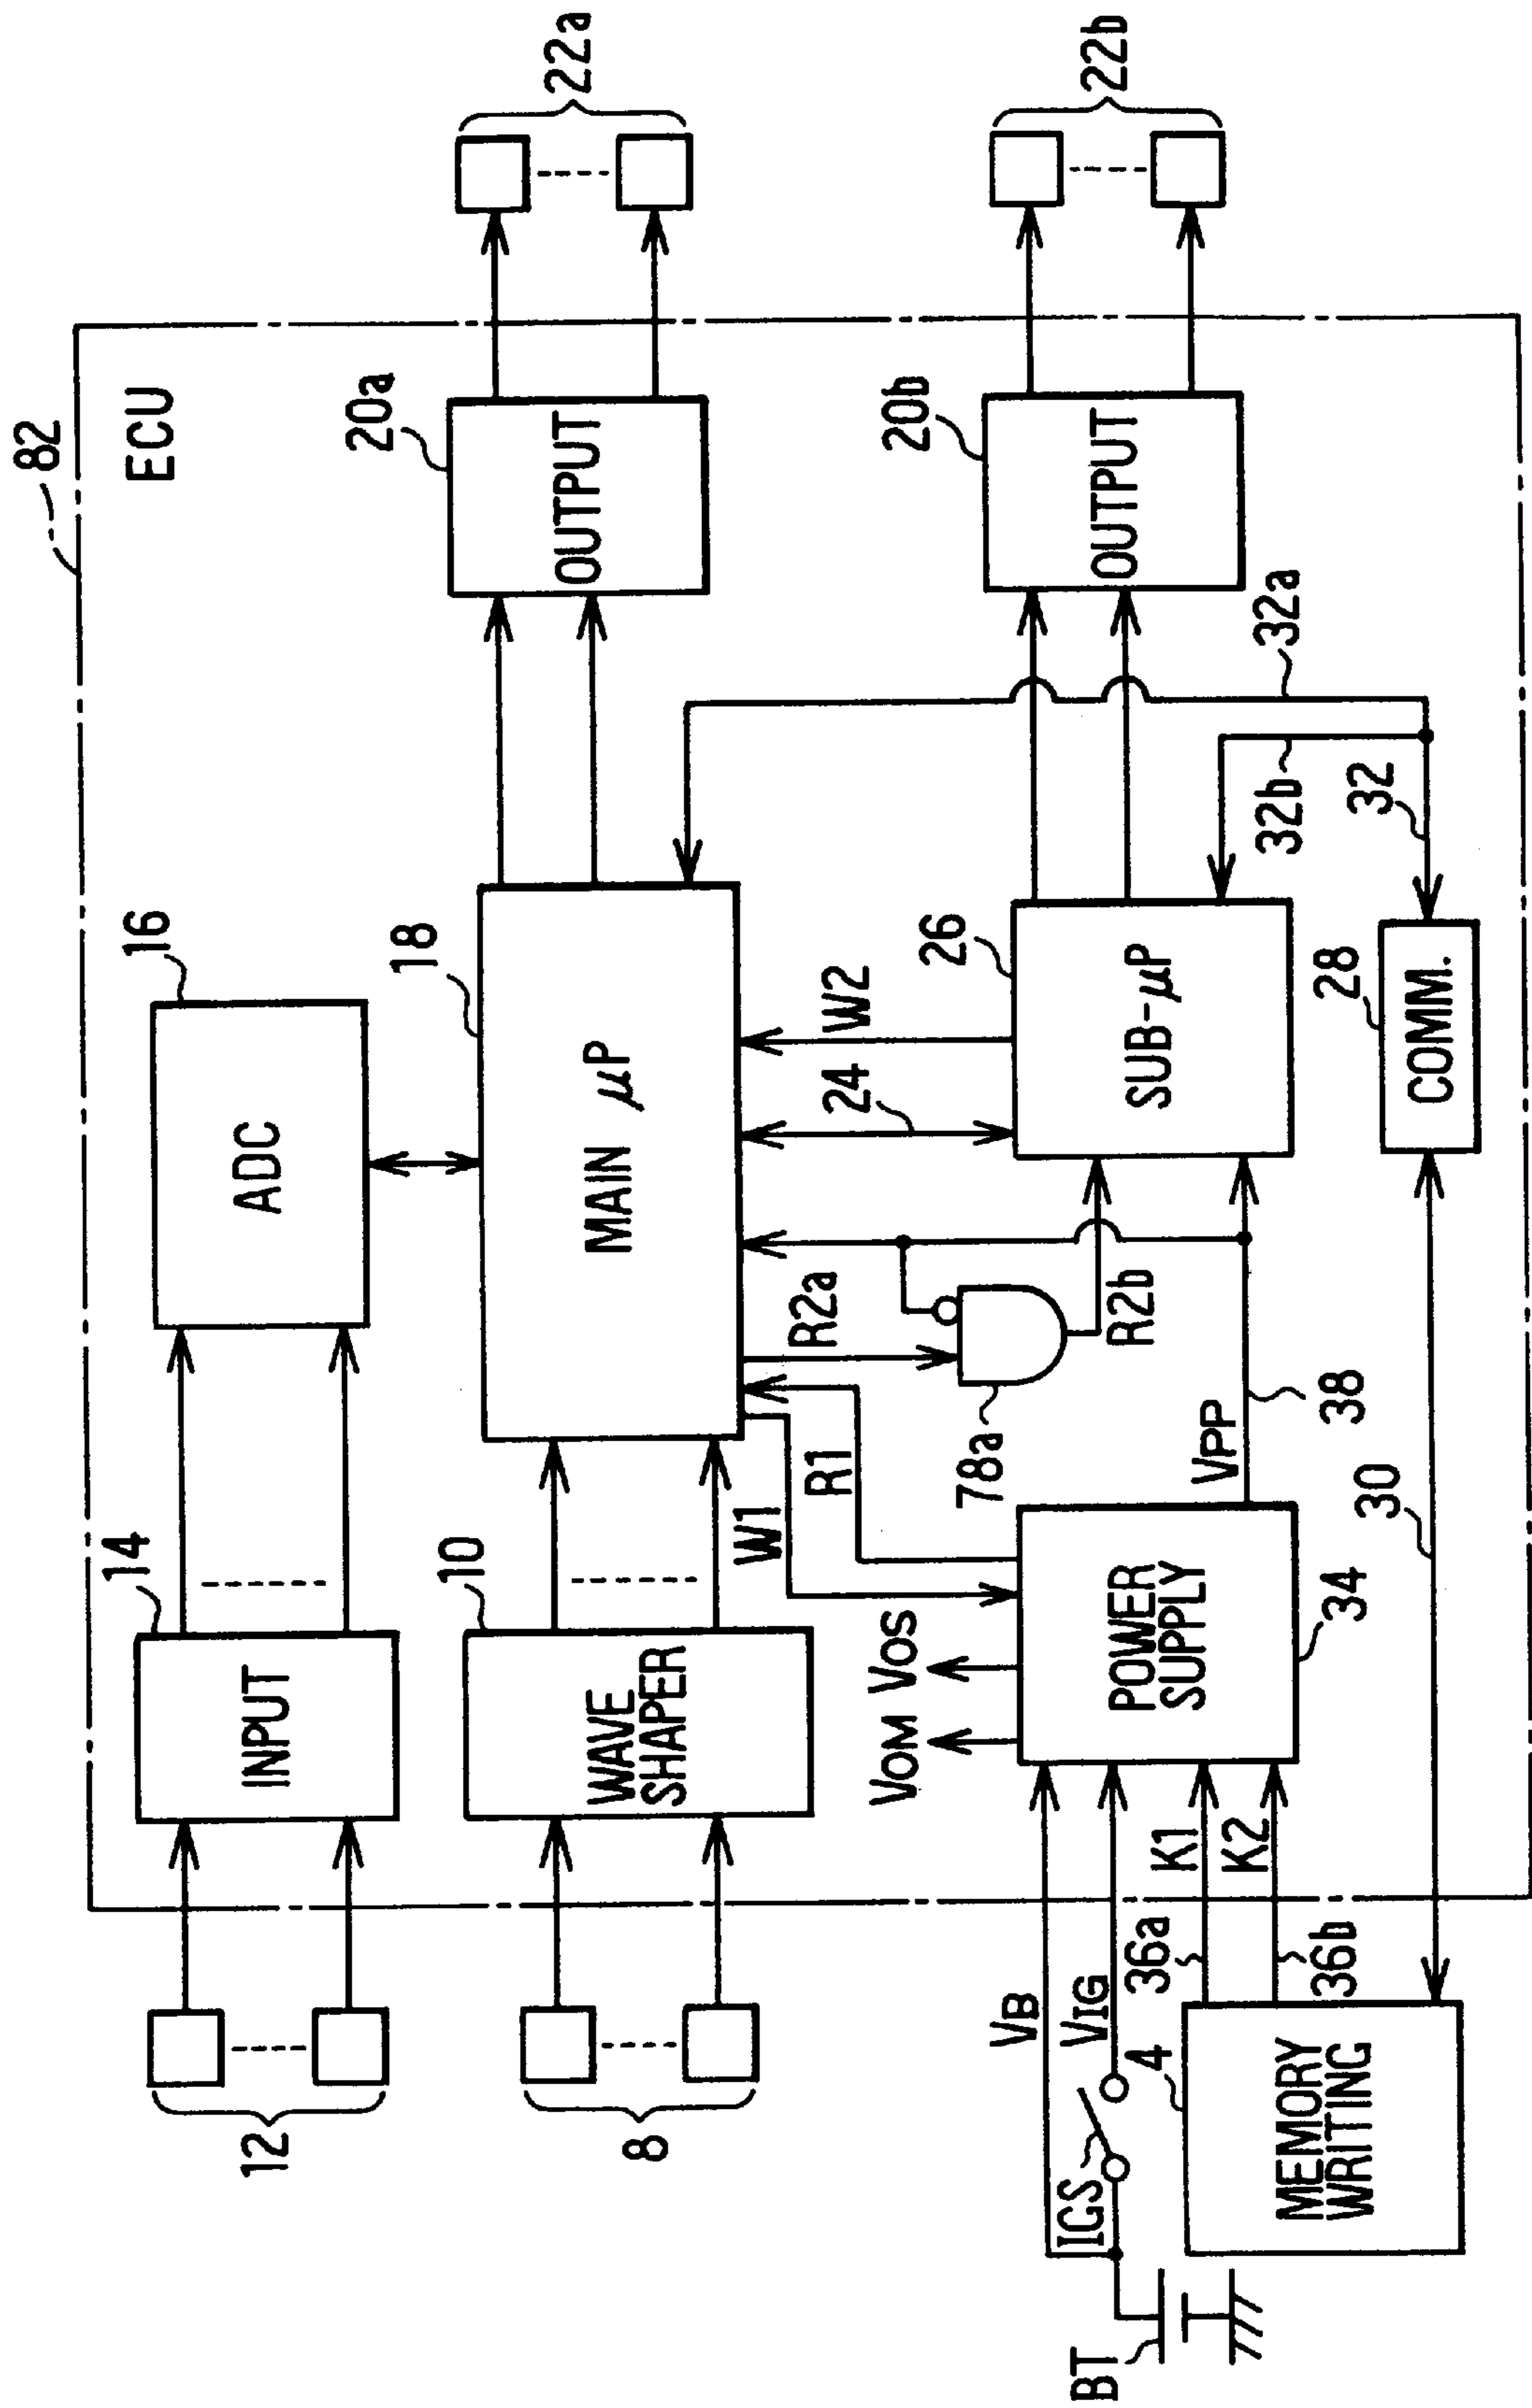 82
ECU
12
14
INPUT
16
ADC
8
10
WAVE
SHAPER
18
MAIN μP
20a
OUTPUT
22a
W1
R1
R2a
24
W2
78a
R2b
VOM
VOS
VB
VIG
IGS
BT
K1
K2
36a
36b
POWER
SUPPLY
34
VPP
38
26
SUB-μP
20b
OUTPUT
22b
32a
32b
32
4
MEMORY
WRITING
30
28
COMM.